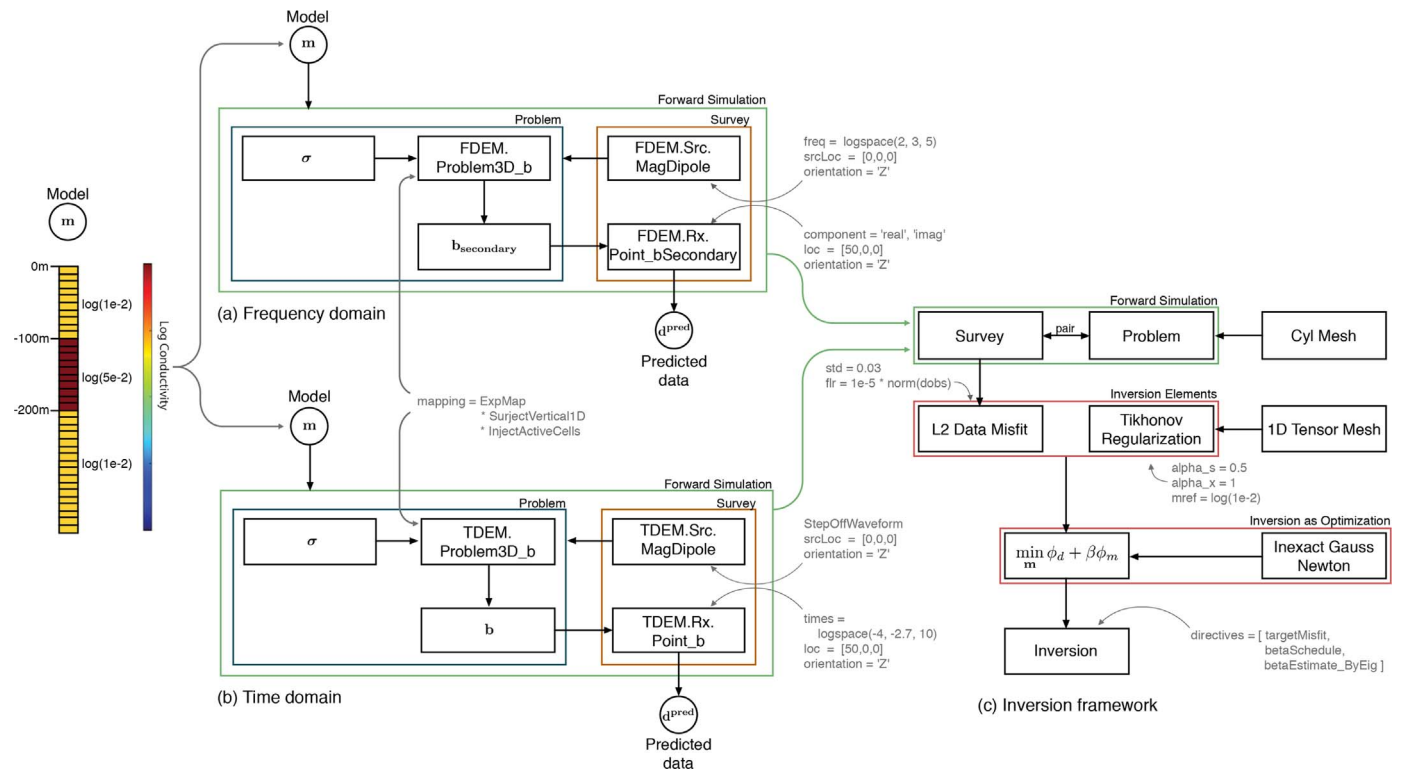 Model
m
0m
log(1e-2)
-100m
log(5e-2)
-200m
log(1e-2)
Log Conductivity
Model
m
Forward Simulation
Problem
Survey
σ
FDEM.
Problem3D_b
FDEM.Src.
MagDipole
b_secondary
FDEM.Rx.
Point_bSecondary
freq = logspace(2, 3, 5)
srcLoc = [0,0,0]
orientation = 'Z'
component = 'real', 'imag'
loc = [50,0,0]
orientation = 'Z'
(a) Frequency domain
d^pred
Predicted
data
mapping = ExpMap
* SurjectVertical1D
* InjectActiveCells
Model
m
Forward Simulation
Problem
Survey
σ
TDEM.
Problem3D_b
TDEM.Src.
MagDipole
b
TDEM.Rx.
Point_b
StepOffWaveform
srcLoc = [0,0,0]
orientation = 'Z'
times =
logspace(-4, -2.7, 10)
loc = [50,0,0]
orientation = 'Z'
(b) Time domain
d^pred
Predicted
data
Forward Simulation
Survey
pair
Problem
Cyl Mesh
std = 0.03
flr = 1e-5 * norm(dobs)
Inversion Elements
L2 Data Misfit
Tikhonov
Regularization
1D Tensor Mesh
alpha_s = 0.5
alpha_x = 1
mref = log(1e-2)
Inversion as Optimization
min ϕ_d + βϕ_m
m
Inexact Gauss
Newton
Inversion
directives = [ targetMisfit,
betaSchedule,
betaEstimate_ByEig ]
(c) Inversion framework